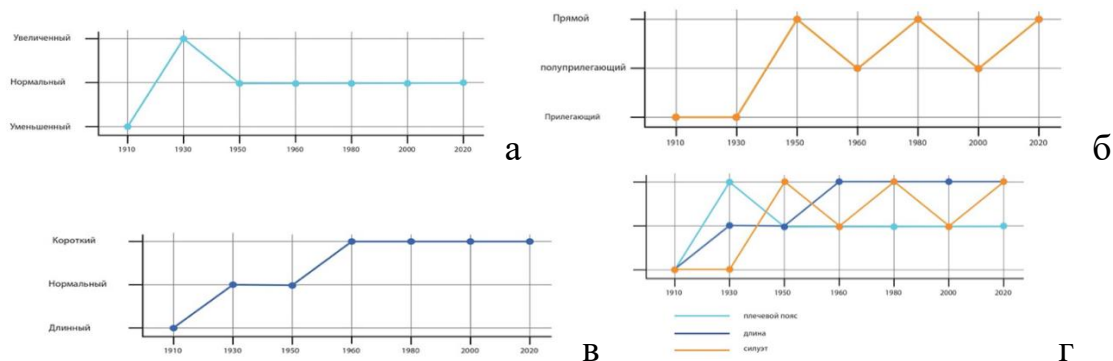 Увеличенный
Нормальный
Уменьшенный
1910 1930 1950 1960 1980 2000 2020
а
Прямой
полуприлегающий
Прилегающий
1910 1930 1950 1960 1980 2000 2020
б
Короткий
Нормальный
Длинный
1910 1930 1950 1960 1980 2000 2020
в
1910 1930 1950 1960 1980 2000 2020
плечевой пояс
длина
силуэт
г